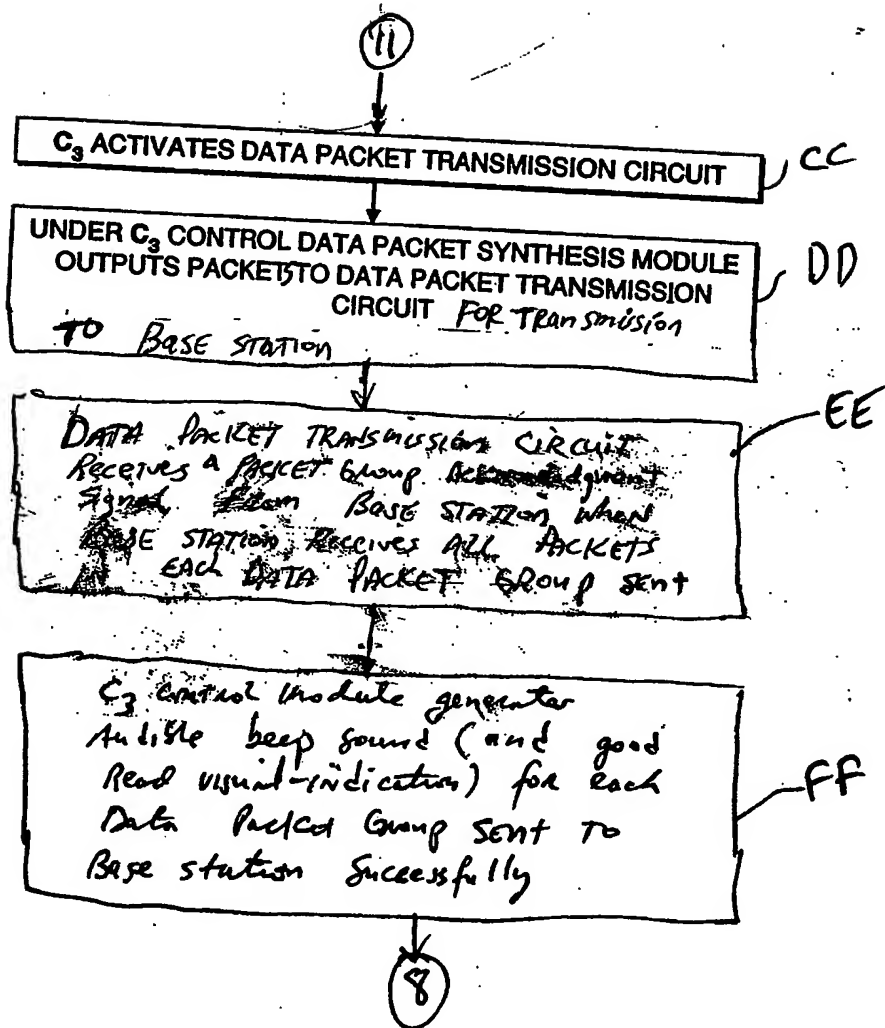 11
C₃ ACTIVATES DATA PACKET TRANSMISSION CIRCUIT
CC
UNDER C₃ CONTROL DATA PACKET SYNTHESIS MODULE
OUTPUTS PACKETS TO DATA PACKET TRANSMISSION
CIRCUIT FOR Transmission
TO BASE STATION
DD
DATA PACKET TRANSMISSION CIRCUIT
Receives a PACKET Group Acknowledgment
Signal From BASE STATION when
BASE STATION Receives ALL PACKETS
EACH DATA PACKET GROUP Sent
EE
C₃ control module generates
Audible beep sound (and good
Read visual-indication) for each
Data Packet Group SENT TO
Base station Successfully
FF
8